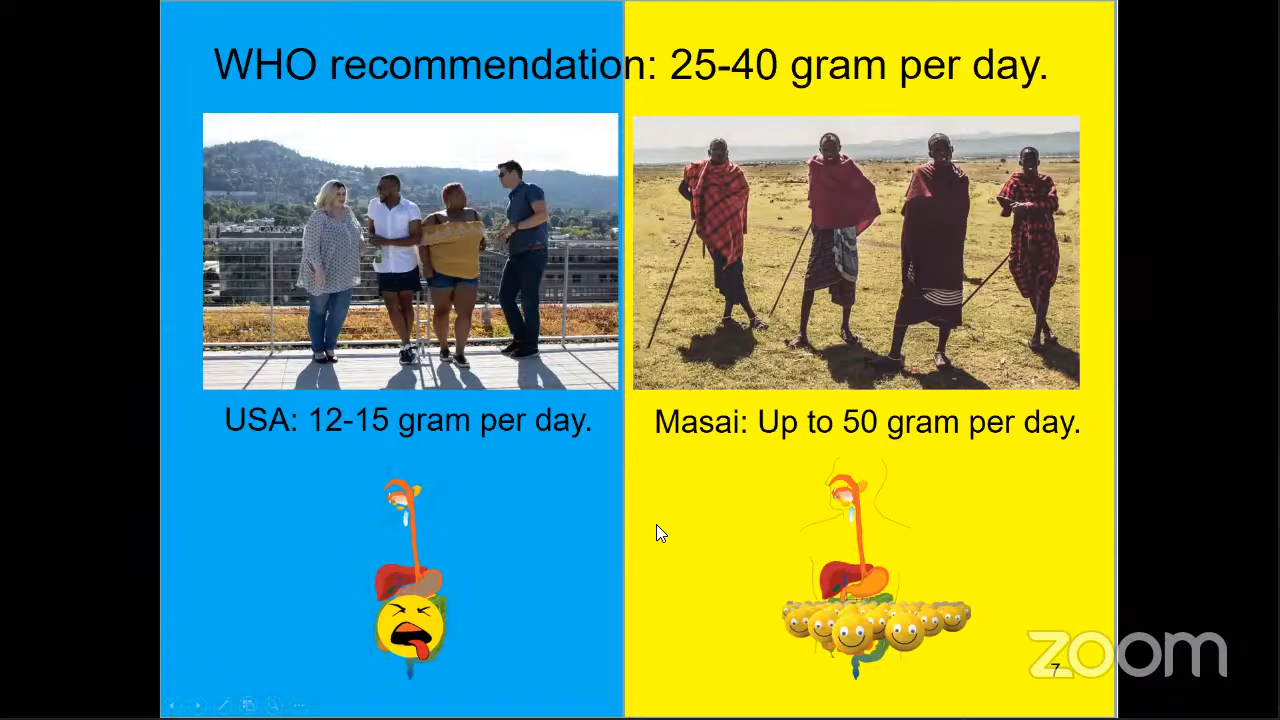 WHO recommendation: 25-40 gram per day.
USA: 12-15 gram per day.
Masai: Up to 50 gram per day.
zoom
7